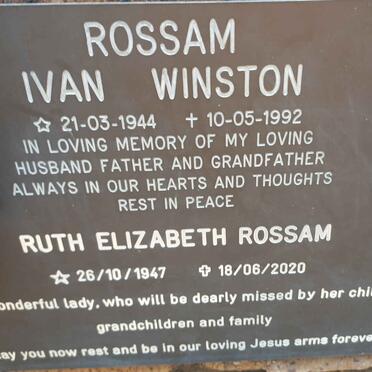 ROSSAM
IVAN WINSTON
☆ 21-03-1944 ✝ 10-05-1992
IN LOVING MEMORY OF MY LOVING
HUSBAND FATHER AND GRANDFATHER
ALWAYS IN OUR HEARTS AND THOUGHTS
REST IN PEACE
RUTH ELIZABETH ROSSAM
☆ 26/10/1947 ✞ 18/06/2020
onderful lady, who will be dearly missed by her chil
grandchildren and family
ay you now rest and be in our loving Jesus arms foreve